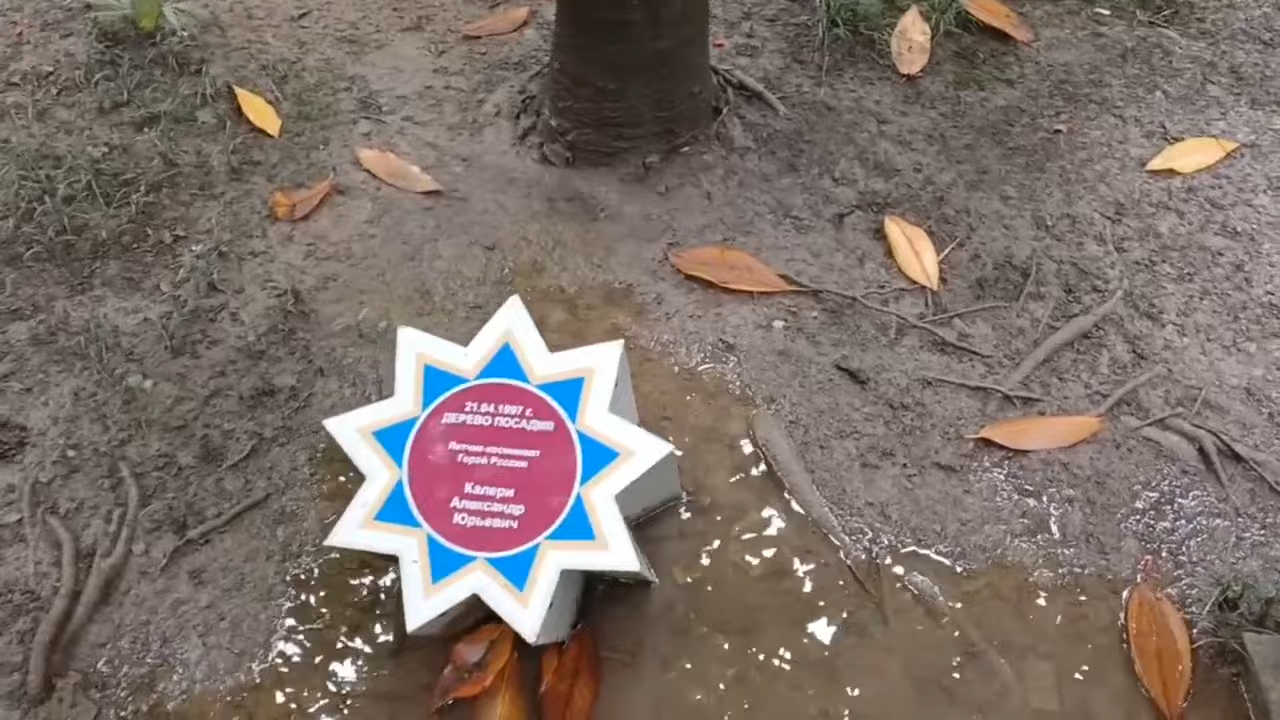 21.04.1997 г.
ДЕРЕВО ПОСАДИЛ
Летчик-космонавт
Герой России
Калери
Александр
Юрьевич